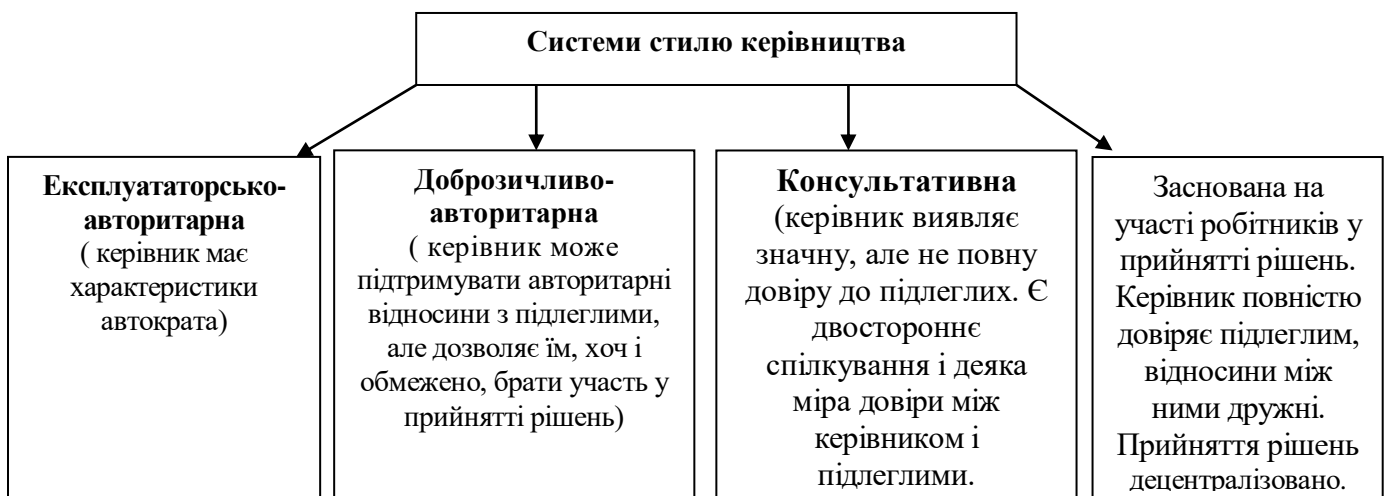 Системи стилю керівництва
Експлуататорсько-
авторитарна
( керівник має
характеристики
автократа)
Доброзичливо-
авторитарна
( керівник може
підтримувати авторитарні
відносини з підлеглими,
але дозволяє їм, хоч і
обмежено, брати участь у
прийнятті рішень)
Консультативна
(керівник виявляє
значну, але не повну
довіру до підлеглих. Є
двостороннє
спілкування і деяка
міра довіри між
керівником і
підлеглими.
Заснована на
участі робітників у
прийнятті рішень.
Керівник повністю
довіряє підлеглим,
відносини між
ними дружні.
Прийняття рішень
децентралізовано.